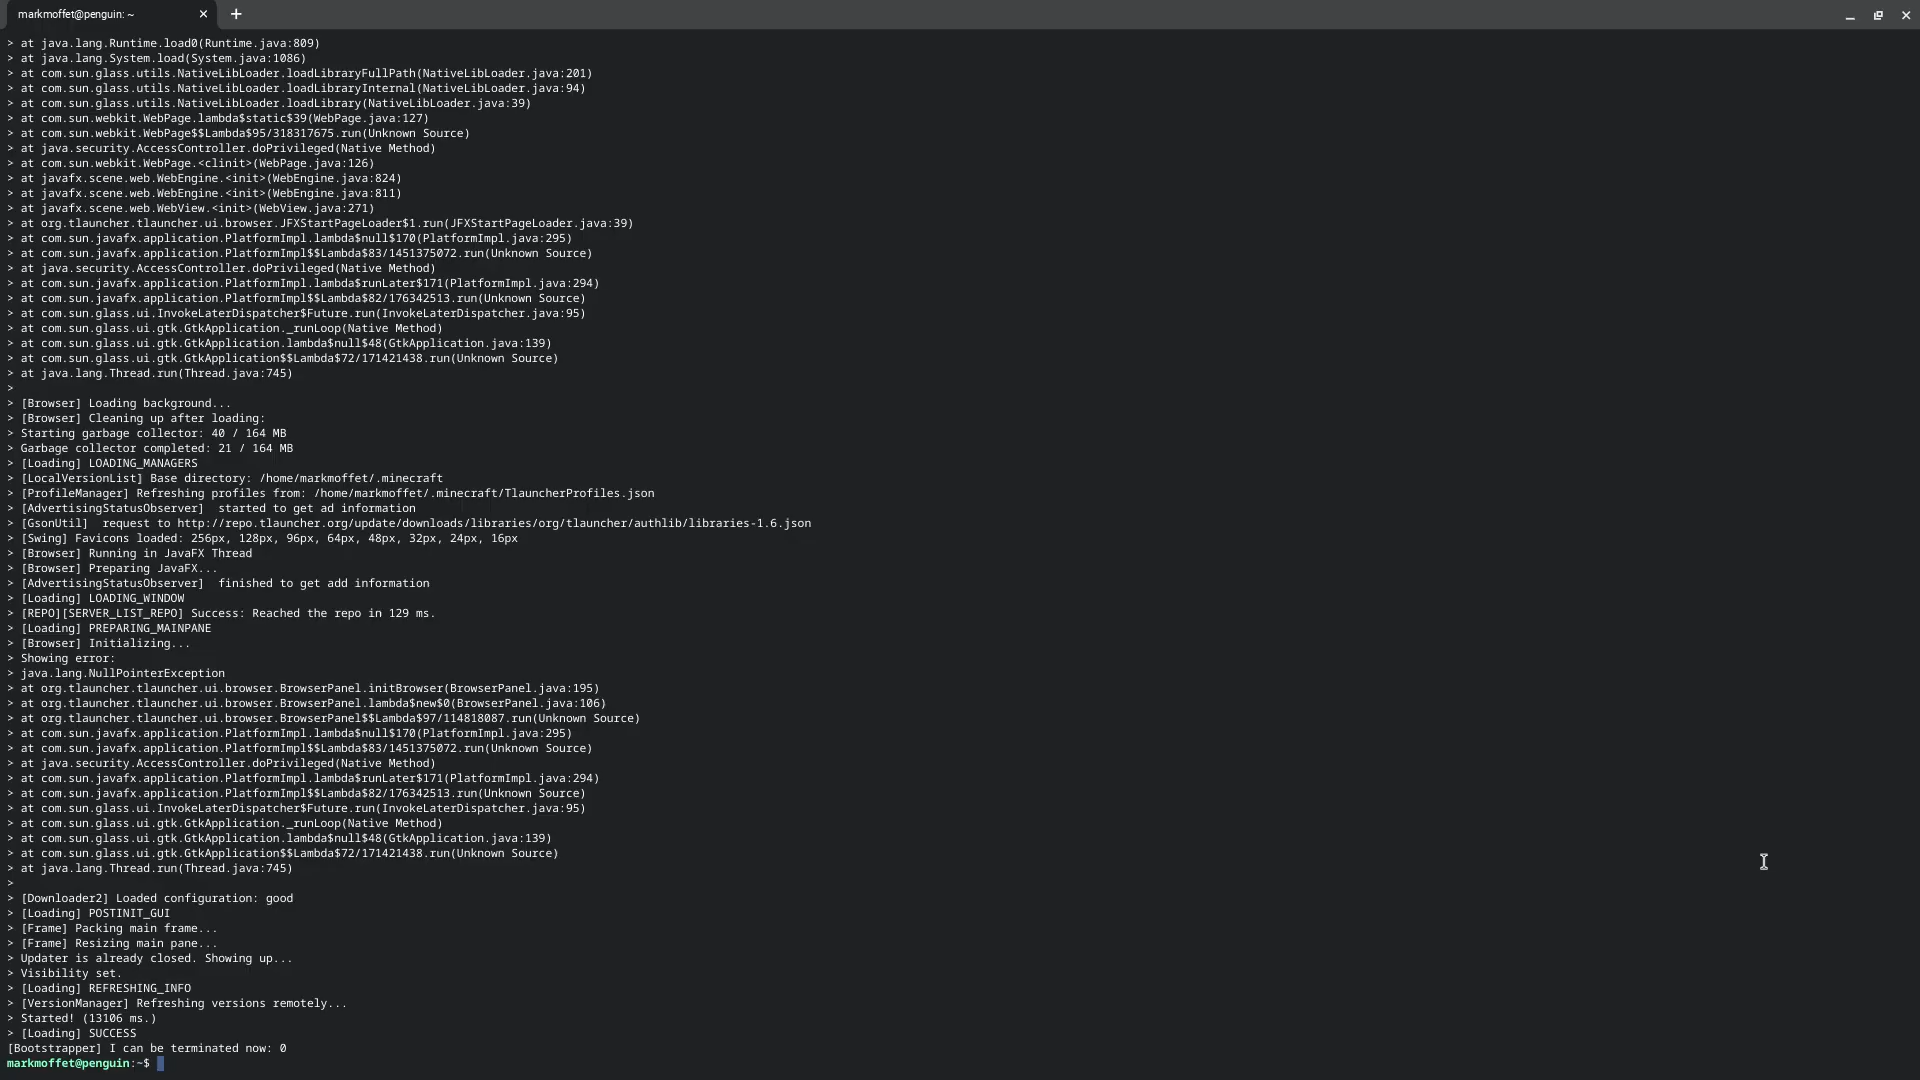 markmoffet@penguin: ~
> at java.lang.Runtime.load0(Runtime.java:809)
> at java.lang.System.load(System.java:1086)
> at com.sun.glass.utils.NativeLibLoader.loadLibraryFullPath(NativeLibLoader.java:201)
> at com.sun.glass.utils.NativeLibLoader.loadLibraryInternal(NativeLibLoader.java:94)
> at com.sun.glass.utils.NativeLibLoader.loadLibrary(NativeLibLoader.java:39)
> at com.sun.webkit.WebPage.lambda$static$39(WebPage.java:127)
> at com.sun.webkit.WebPage$$Lambda$95/318317675.run(Unknown Source)
> at java.security.AccessController.doPrivileged(Native Method)
> at com.sun.webkit.WebPage.<clinit>(WebPage.java:126)
> at javafx.scene.web.WebEngine.<init>(WebEngine.java:824)
> at javafx.scene.web.WebEngine.<init>(WebEngine.java:811)
> at javafx.scene.web.WebView.<init>(WebView.java:271)
> at org.tlauncher.tlauncher.ui.browser.JFXStartPageLoader$1.run(JFXStartPageLoader.java:39)
> at com.sun.javafx.application.PlatformImpl.lambda$null$170(PlatformImpl.java:295)
> at com.sun.javafx.application.PlatformImpl$$Lambda$83/1451375072.run(Unknown Source)
> at java.security.AccessController.doPrivileged(Native Method)
> at com.sun.javafx.application.PlatformImpl.lambda$runLater$171(PlatformImpl.java:294)
> at com.sun.javafx.application.PlatformImpl$$Lambda$82/176342513.run(Unknown Source)
> at com.sun.glass.ui.InvokeLaterDispatcher$Future.run(InvokeLaterDispatcher.java:95)
> at com.sun.glass.ui.gtk.GtkApplication._runLoop(Native Method)
> at com.sun.glass.ui.gtk.GtkApplication.lambda$null$48(GtkApplication.java:139)
> at com.sun.glass.ui.gtk.GtkApplication$$Lambda$72/171421438.run(Unknown Source)
> at java.lang.Thread.run(Thread.java:745)
>
> [Browser] Loading background...
> [Browser] Cleaning up after loading:
> Starting garbage collector: 40 / 164 MB
> Garbage collector completed: 21 / 164 MB
> [Loading] LOADING_MANAGERS
> [LocalVersionList] Base directory: /home/markmoffet/.minecraft
> [ProfileManager] Refreshing profiles from: /home/markmoffet/.minecraft/TlauncherProfiles.json
> [AdvertisingStatusObserver]  started to get ad information
> [GsonUtil]  request to http://repo.tlauncher.org/update/downloads/libraries/org/tlauncher/authlib/libraries-1.6.json
> [Swing] Favicons loaded: 256px, 128px, 96px, 64px, 48px, 32px, 24px, 16px
> [Browser] Running in JavaFX Thread
> [Browser] Preparing JavaFX...
> [AdvertisingStatusObserver]  finished to get add information
> [Loading] LOADING_WINDOW
> [REPO][SERVER_LIST_REPO] Success: Reached the repo in 129 ms.
> [Loading] PREPARING_MAINPANE
> [Browser] Initializing...
> Showing error:
> java.lang.NullPointerException
> at org.tlauncher.tlauncher.ui.browser.BrowserPanel.initBrowser(BrowserPanel.java:195)
> at org.tlauncher.tlauncher.ui.browser.BrowserPanel.lambda$new$0(BrowserPanel.java:106)
> at org.tlauncher.tlauncher.ui.browser.BrowserPanel$$Lambda$97/114818087.run(Unknown Source)
> at com.sun.javafx.application.PlatformImpl.lambda$null$170(PlatformImpl.java:295)
> at com.sun.javafx.application.PlatformImpl$$Lambda$83/1451375072.run(Unknown Source)
> at java.security.AccessController.doPrivileged(Native Method)
> at com.sun.javafx.application.PlatformImpl.lambda$runLater$171(PlatformImpl.java:294)
> at com.sun.javafx.application.PlatformImpl$$Lambda$82/176342513.run(Unknown Source)
> at com.sun.glass.ui.InvokeLaterDispatcher$Future.run(InvokeLaterDispatcher.java:95)
> at com.sun.glass.ui.gtk.GtkApplication._runLoop(Native Method)
> at com.sun.glass.ui.gtk.GtkApplication.lambda$null$48(GtkApplication.java:139)
> at com.sun.glass.ui.gtk.GtkApplication$$Lambda$72/171421438.run(Unknown Source)
> at java.lang.Thread.run(Thread.java:745)
>
> [Downloader2] Loaded configuration: good
> [Loading] POSTINIT_GUI
> [Frame] Packing main frame...
> [Frame] Resizing main pane...
> Updater is already closed. Showing up...
> Visibility set.
> [Loading] REFRESHING_INFO
> [VersionManager] Refreshing versions remotely...
> Started! (13106 ms.)
> [Loading] SUCCESS
[Bootstrapper] I can be terminated now: 0
markmoffet@penguin:~$